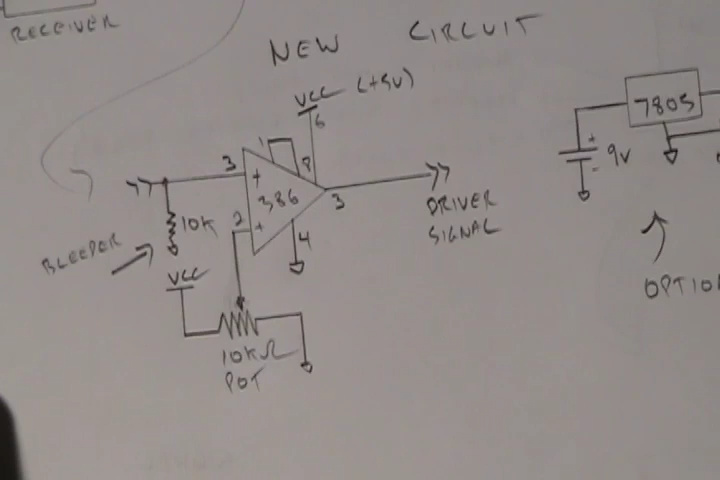 RECEIVER
NEW CIRCUIT
VCC (+5V)
6
1
8
3
+
386
3
2
+
4
10K
BLEEPER
VCC
10KΩ
POT
DRIVER
SIGNAL
7805
+
9V
-